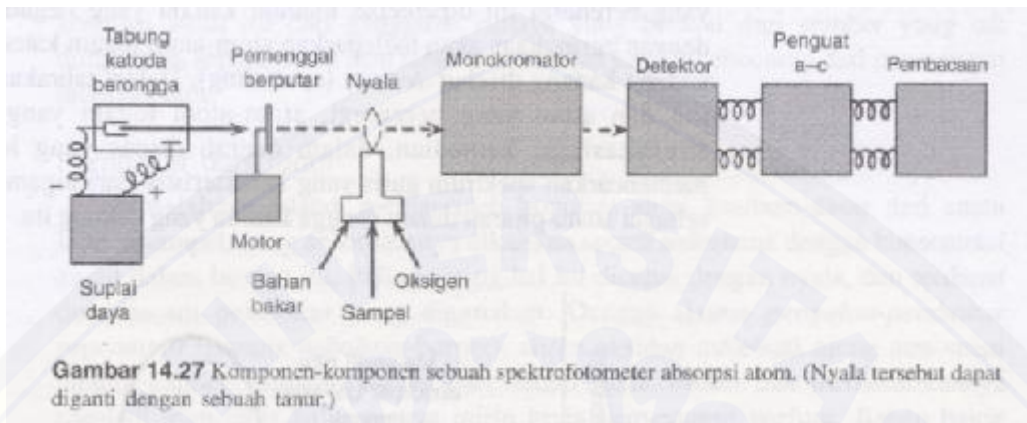 Tabung
katoda
berongga
Pemenggal
berputar
Nyala
Monokromator
Detektor
Penguat
a–c
Pembacaan
Motor
Suplai
daya
Bahan
bakar
Sampel
Oksigen
Gambar 14.27 Komponen-komponen sebuah spektrofotometer absorpsi atom. (Nyala tersebut dapat
diganti dengan sebuah tanur.)